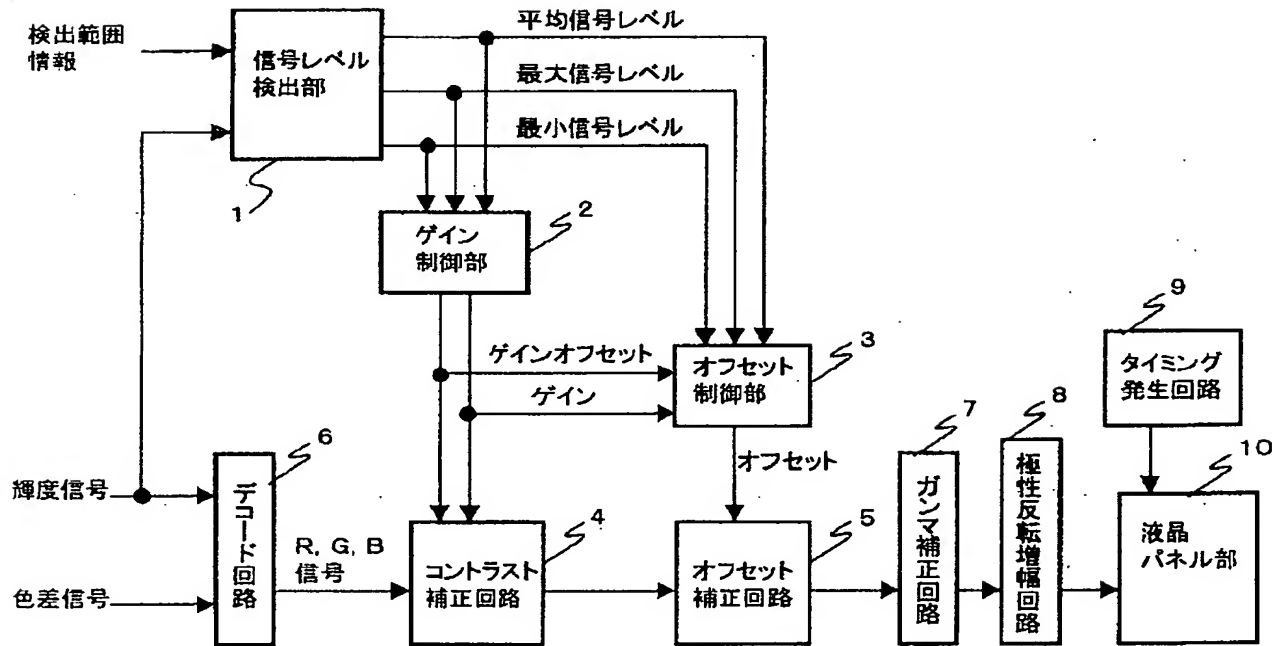 平均信号レベル
検出範囲
情報
信号レベル
検出部
最大信号レベル
最小信号レベル
1
2
ゲイン
制御部
9
3
ゲインオフセット
オフセット
制御部
タイミング
発生回路
ゲイン
6
7
8
オフセット
10
輝度信号
デコード回路
4
5
ガンマ補正回路
極性反転増幅回路
液晶
パネル部
R, G, B
信号
コントラスト
補正回路
オフセット
補正回路
色差信号